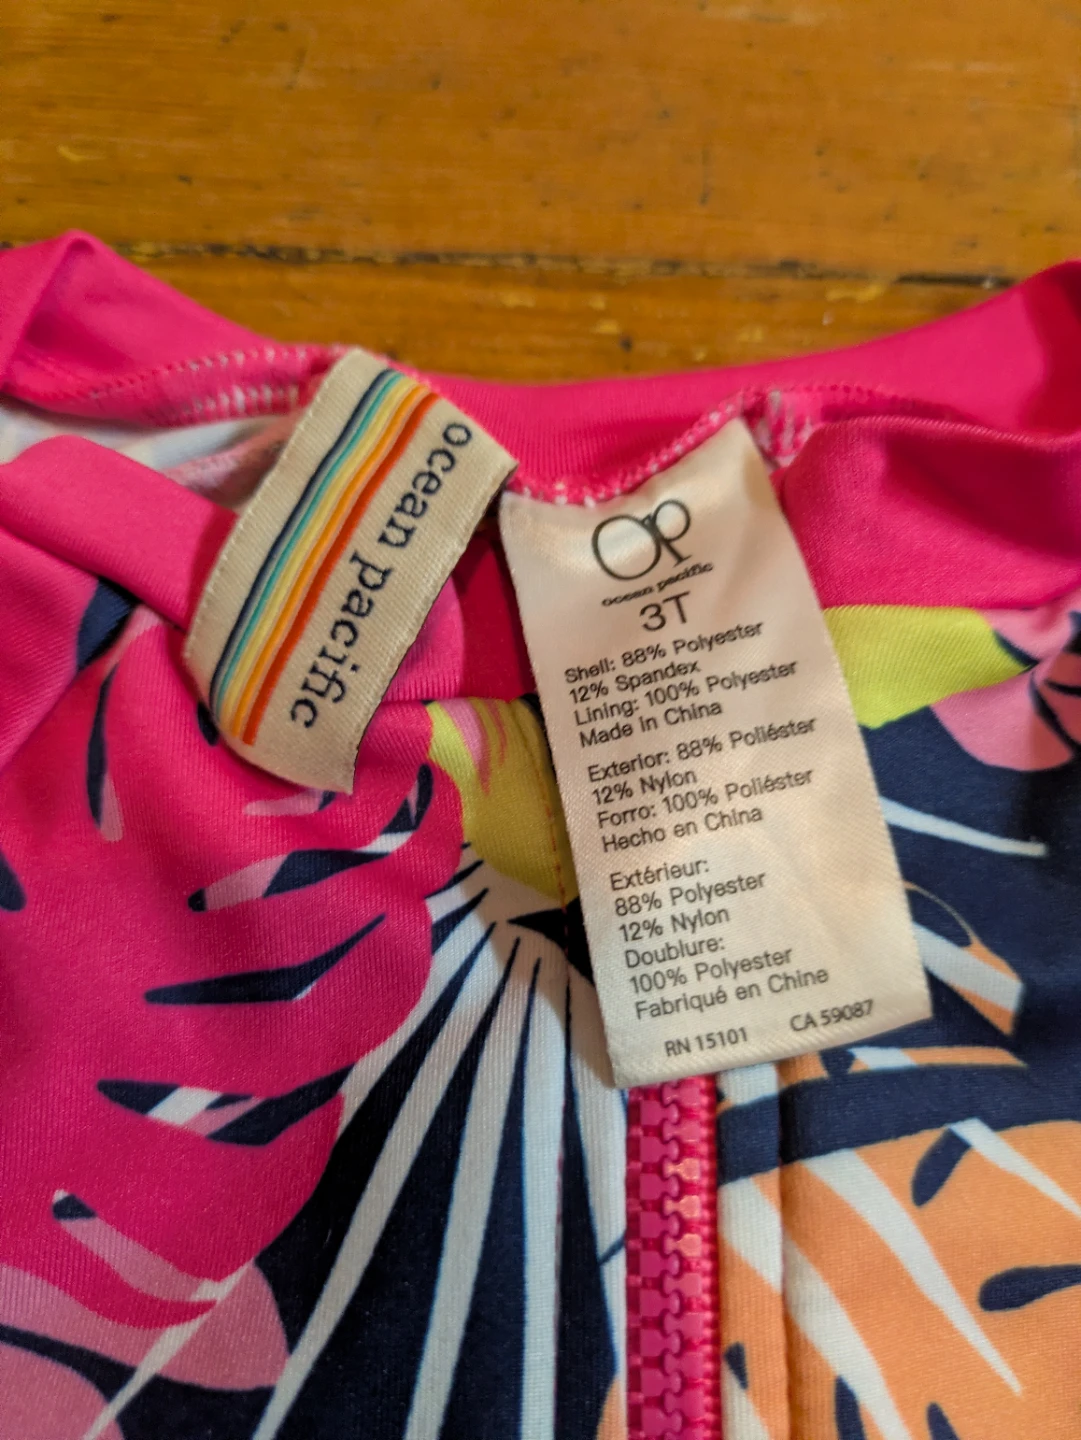 ocean pacific
Op
ocean pacific
3T
Shell: 88% Polyester
12% Spandex
Lining: 100% Polyester
Made in China
Exterior: 88% Poliéster
12% Nylon
Forro: 100% Poliéster
Hecho en China
Extérieur:
88% Polyester
12% Nylon
Doublure:
100% Polyester
Fabriqué en Chine
RN 15101 CA 59087